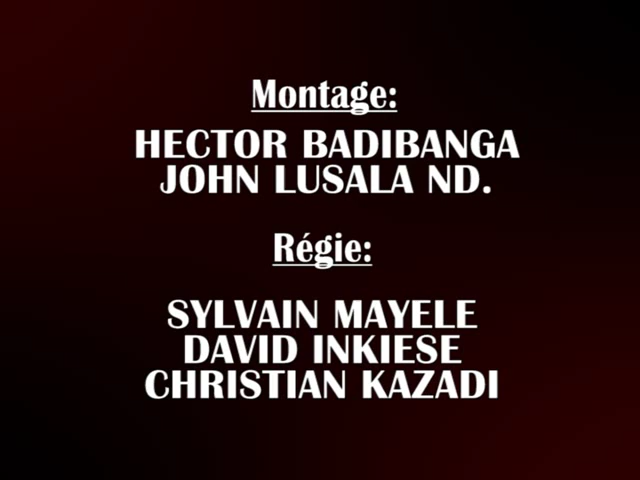 Montage:
HECTOR BADIBANGA
JOHN LUSALA ND.
Régie:
SYLVAIN MAYELE
DAVID INKIESE
CHRISTIAN KAZADI